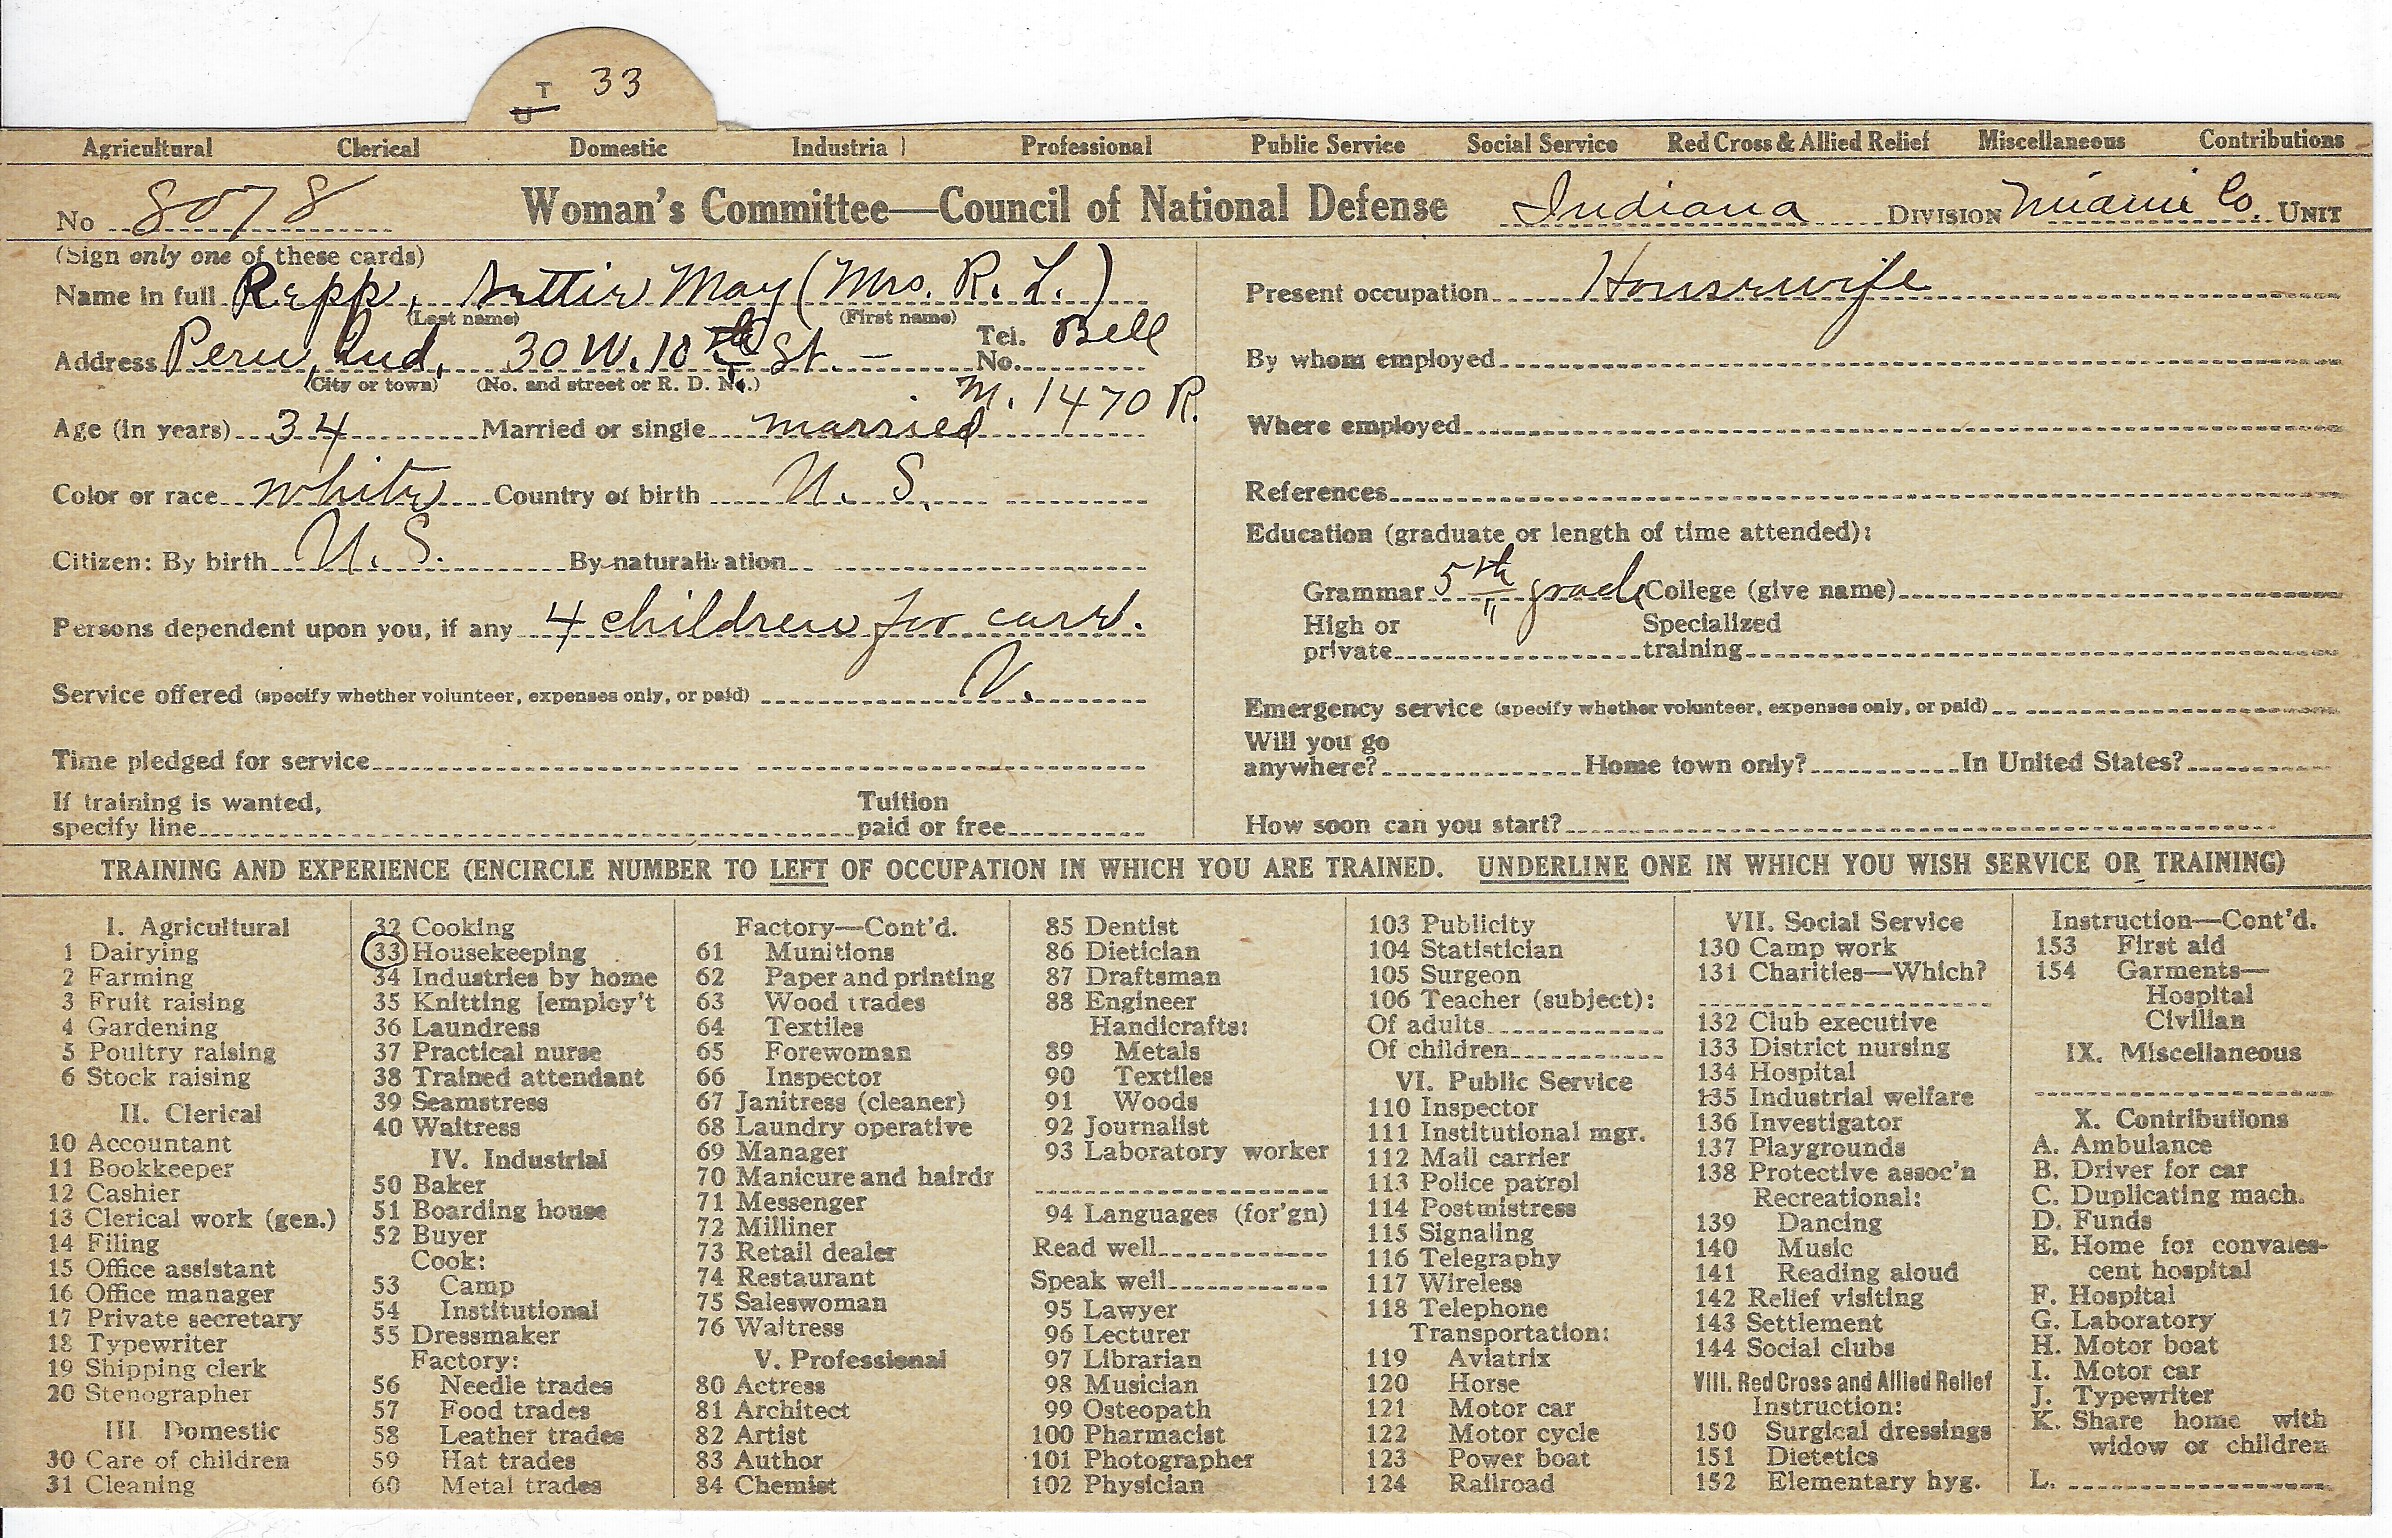 T 33
U
Agricultural Clerical Domestic Industrial Professional Public Service Social Service Red Cross & Allied Relief Miscellaneous Contributions
No 8078 Woman's Committee—Council of National Defense Indiana DIVISION Miami Co. UNIT
(Sign only one of these cards)
Name in full Repp, Nettie May (Mrs. R. L.)
(Last name) (First name)
Address Peru, Ind, 30 W. 10th St. — Tel. No. Bell
(City or town) (No. and street or R. D. No.)
M. 1470 R.
Age (in years) 34 Married or single married
Color or race white Country of birth U. S.
Citizen: By birth U. S. By naturalization
Persons dependent upon you, if any 4 children for care.
Service offered (specify whether volunteer, expenses only, or paid) V.
Time pledged for service
If training is wanted,
specify line Tuition paid or free
Present occupation Housewife
By whom employed
Where employed
References
Education (graduate or length of time attended):
Grammar 5th grade College (give name)
High or private Specialized training
Emergency service (specify whether volunteer, expenses only, or paid)
Will you go
anywhere? Home town only? In United States?
How soon can you start?
TRAINING AND EXPERIENCE (ENCIRCLE NUMBER TO LEFT OF OCCUPATION IN WHICH YOU ARE TRAINED. UNDERLINE ONE IN WHICH YOU WISH SERVICE OR TRAINING)
I. Agricultural
1 Dairying
2 Farming
3 Fruit raising
4 Gardening
5 Poultry raising
6 Stock raising
II. Clerical
10 Accountant
11 Bookkeeper
12 Cashier
13 Clerical work (gen.)
14 Filing
15 Office assistant
16 Office manager
17 Private secretary
18 Typewriter
19 Shipping clerk
20 Stenographer
III Domestic
30 Care of children
31 Cleaning
32 Cooking
33 Housekeeping
34 Industries by home
35 Knitting [employ't
36 Laundress
37 Practical nurse
38 Trained attendant
39 Seamstress
40 Waitress
IV. Industrial
50 Baker
51 Boarding house
52 Buyer
Cook:
53 Camp
54 Institutional
55 Dressmaker
Factory:
56 Needle trades
57 Food trades
58 Leather trades
59 Hat trades
60 Metal trades
Factory—Cont'd.
61 Munitions
62 Paper and printing
63 Wood trades
64 Textiles
65 Forewoman
66 Inspector
67 Janitress (cleaner)
68 Laundry operative
69 Manager
70 Manicure and hairdr
71 Messenger
72 Milliner
73 Retail dealer
74 Restaurant
75 Saleswoman
76 Waitress
V. Professional
80 Actress
81 Architect
82 Artist
83 Author
84 Chemist
85 Dentist
86 Dietician
87 Draftsman
88 Engineer
Handicrafts:
89 Metals
90 Textiles
91 Woods
92 Journalist
93 Laboratory worker
94 Languages (for'gn)
Read well
Speak well
95 Lawyer
96 Lecturer
97 Librarian
98 Musician
99 Osteopath
100 Pharmacist
101 Photographer
102 Physician
103 Publicity
104 Statistician
105 Surgeon
106 Teacher (subject):
Of adults
Of children
VI. Public Service
110 Inspector
111 Institutional mgr.
112 Mail carrier
113 Police patrol
114 Postmistress
115 Signaling
116 Telegraphy
117 Wireless
118 Telephone
Transportation:
119 Aviatrix
120 Horse
121 Motor car
122 Motor cycle
123 Power boat
124 Railroad
VII. Social Service
130 Camp work
131 Charities—Which?
132 Club executive
133 District nursing
134 Hospital
135 Industrial welfare
136 Investigator
137 Playgrounds
138 Protective assoc'n
Recreational:
139 Dancing
140 Music
141 Reading aloud
142 Relief visiting
143 Settlement
144 Social clubs
VIII. Red Cross and Allied Relief
Instruction:
150 Surgical dressings
151 Dietetics
152 Elementary hyg.
Instruction—Cont'd.
153 First aid
154 Garments—
Hospital
Civilian
IX. Miscellaneous
X. Contributions
A. Ambulance
B. Driver for car
C. Duplicating mach.
D. Funds
E. Home for convales-
cent hospital
F. Hospital
G. Laboratory
H. Motor boat
I. Motor car
J. Typewriter
K. Share home with
widow or children
L.